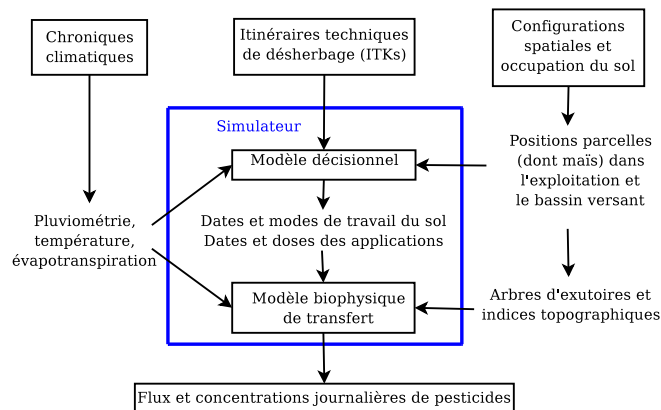 Chroniques
climatiques
Itinéraires techniques
de désherbage (ITKs)
Configurations
spatiales et
occupation du sol
Simulateur
Modèle décisionnel
Positions parcelles
(dont maïs) dans
l'exploitation et
le bassin versant
Pluviométrie,
température,
évapotranspiration
Dates et modes de travail du sol
Dates et doses des applications
Modèle biophysique
de transfert
Arbres d'exutoires et
indices topographiques
Flux et concentrations journalières de pesticides